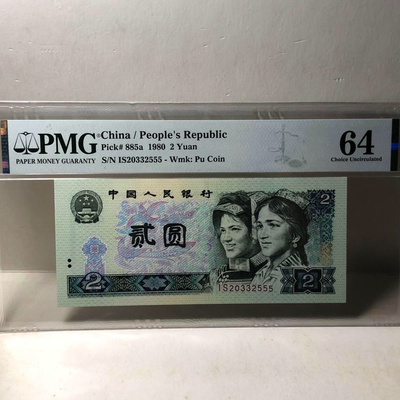 PMG
PAPER MONEY GUARANTY
China / People's Republic
Pick# 885a 1980 2 Yuan
S/N IS20332555 - Wmk: Pu Coin
64
Choice Uncirculated
中国人民银行
贰圆
2
2
2
IS20332555